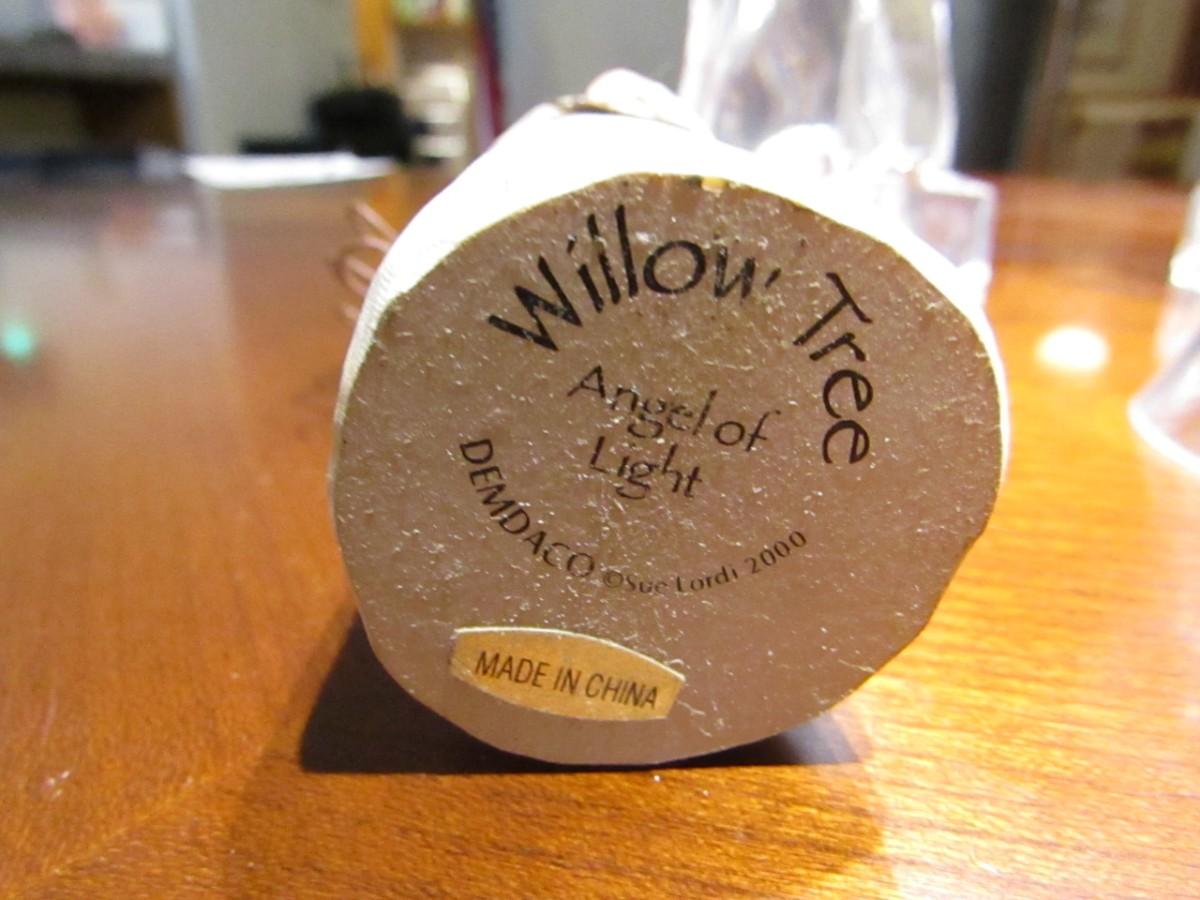 Willow Tree
Angel of
Light
DEMDACO ©Sue Lordi 2000
MADE IN CHINA